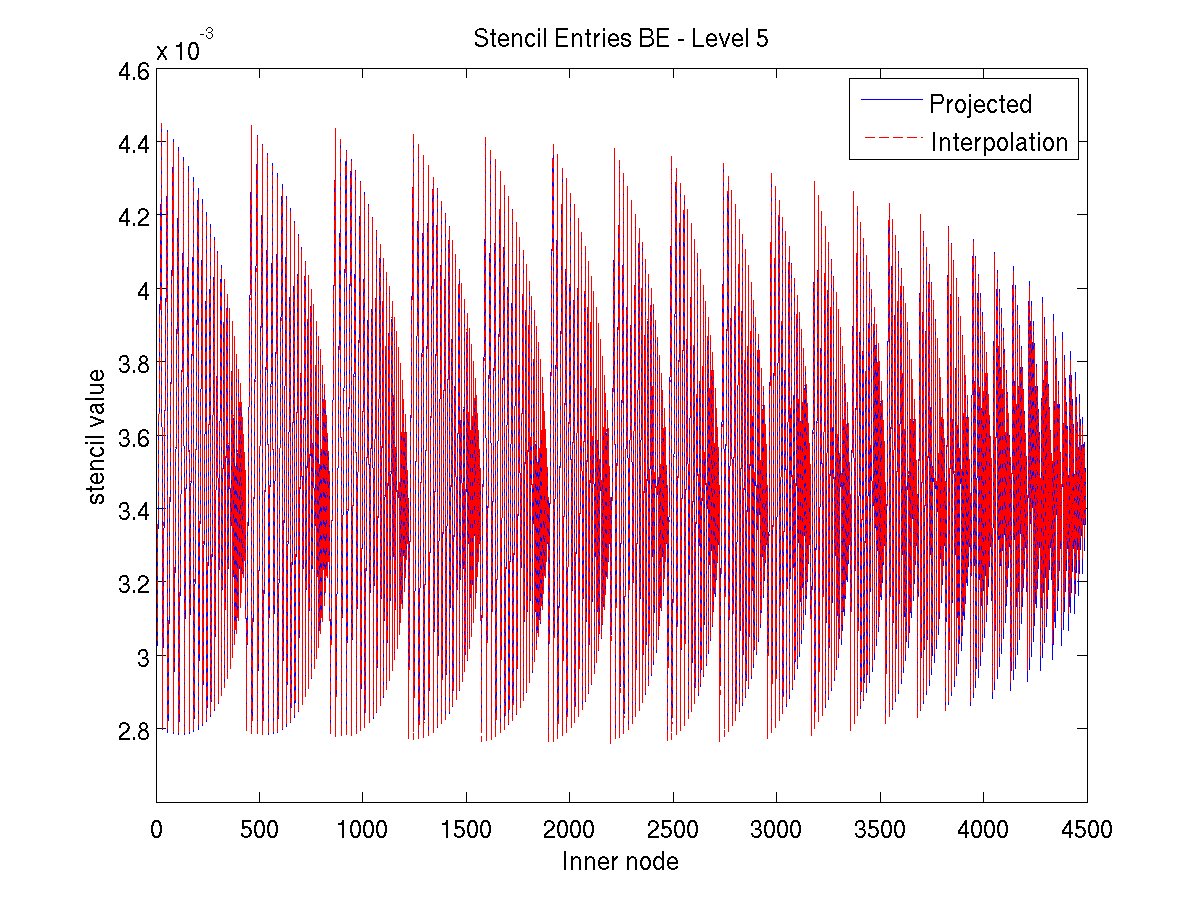 Stencil Entries BE - Level 5
x 10^-3
Projected
Interpolation
4.6
4.4
4.2
4
3.8
3.6
3.4
3.2
3
2.8
stencil value
0 500 1000 1500 2000 2500 3000 3500 4000 4500
Inner node